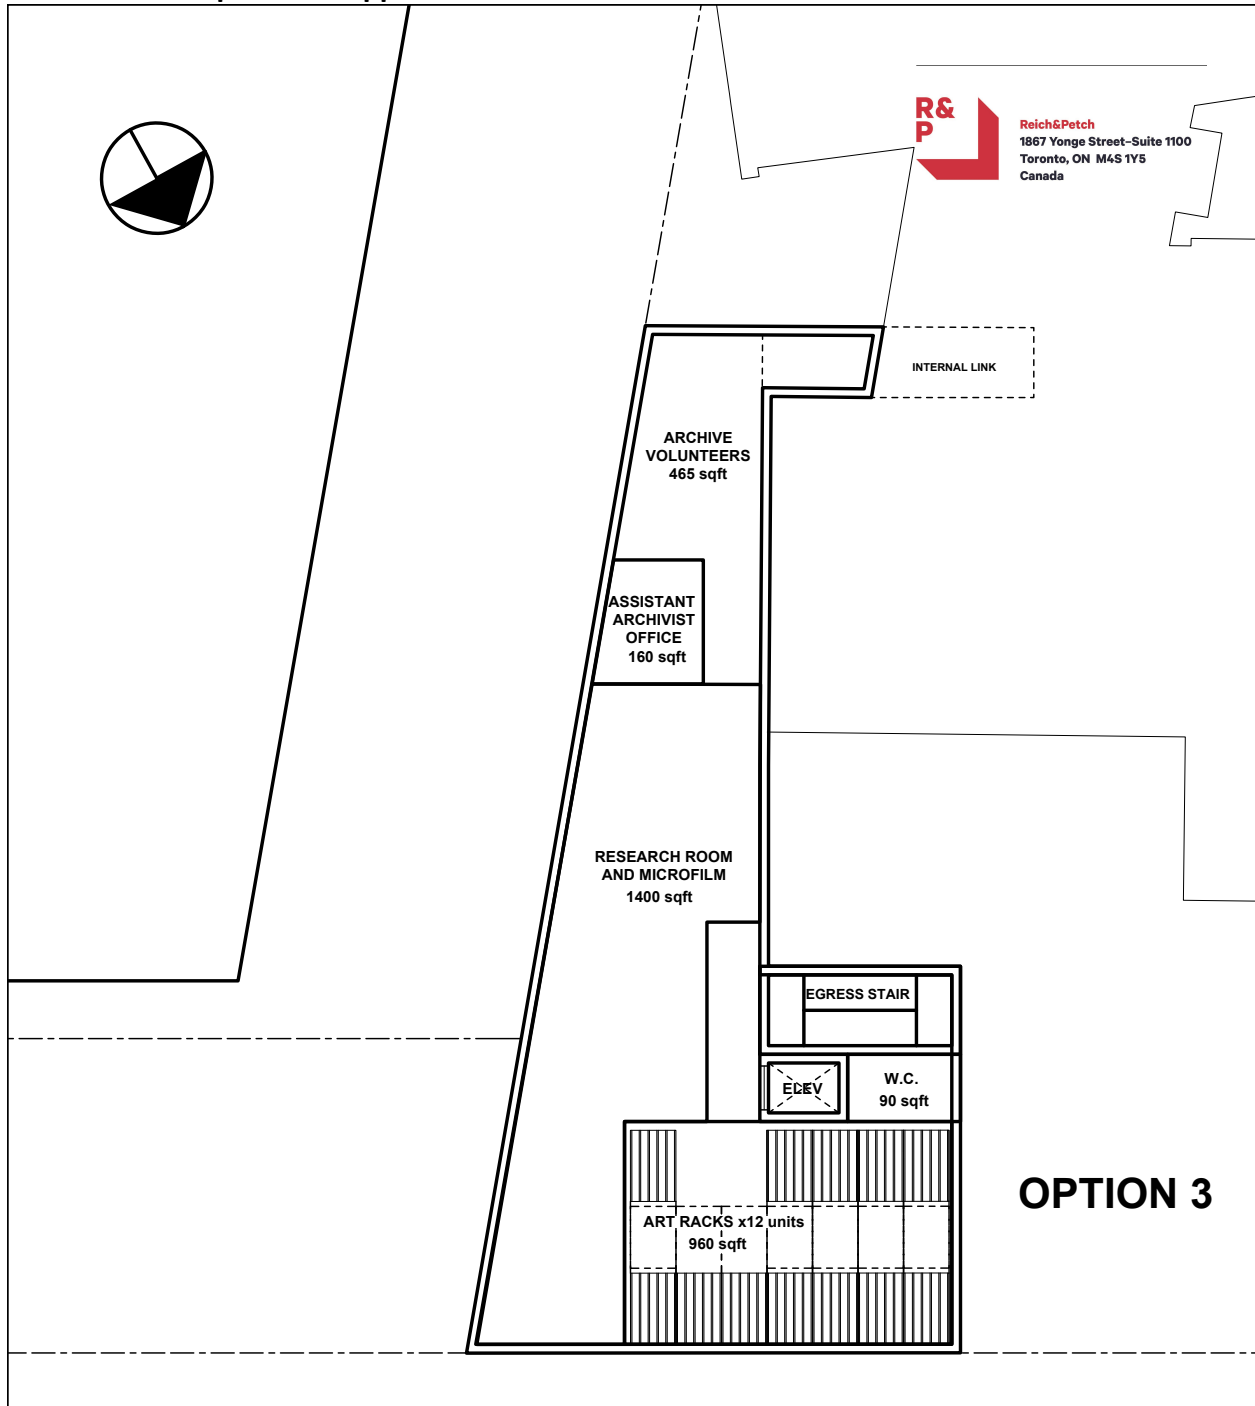 R&
P
Reich&Petch
1867 Yonge Street–Suite 1100
Toronto, ON M4S 1Y5
Canada
INTERNAL LINK
ARCHIVE
VOLUNTEERS
465 sqft
ASSISTANT
ARCHIVIST
OFFICE
160 sqft
RESEARCH ROOM
AND MICROFILM
1400 sqft
EGRESS STAIR
ELEV
W.C.
90 sqft
ART RACKS x12 units
960 sqft
OPTION 3